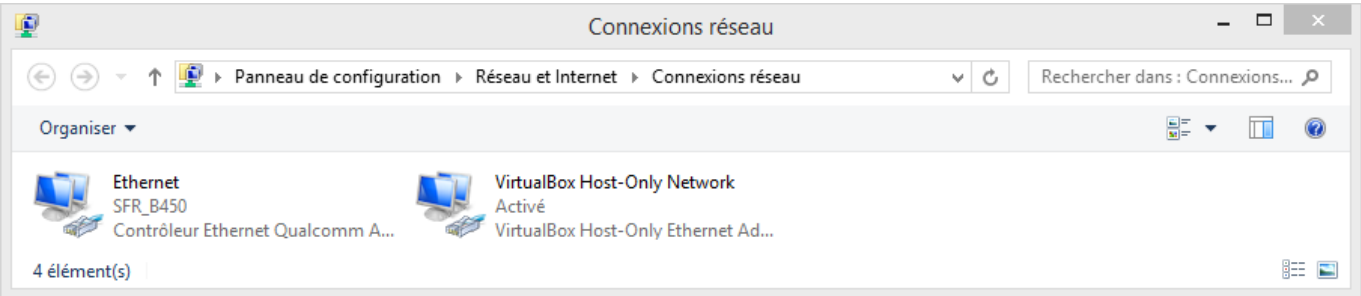 Connexions réseau
Panneau de configuration Réseau et Internet Connexions réseau
Rechercher dans : Connexions...
Organiser
Ethernet
SFR_B450
Contrôleur Ethernet Qualcomm A...
VirtualBox Host-Only Network
Activé
VirtualBox Host-Only Ethernet Ad...
4 élément(s)